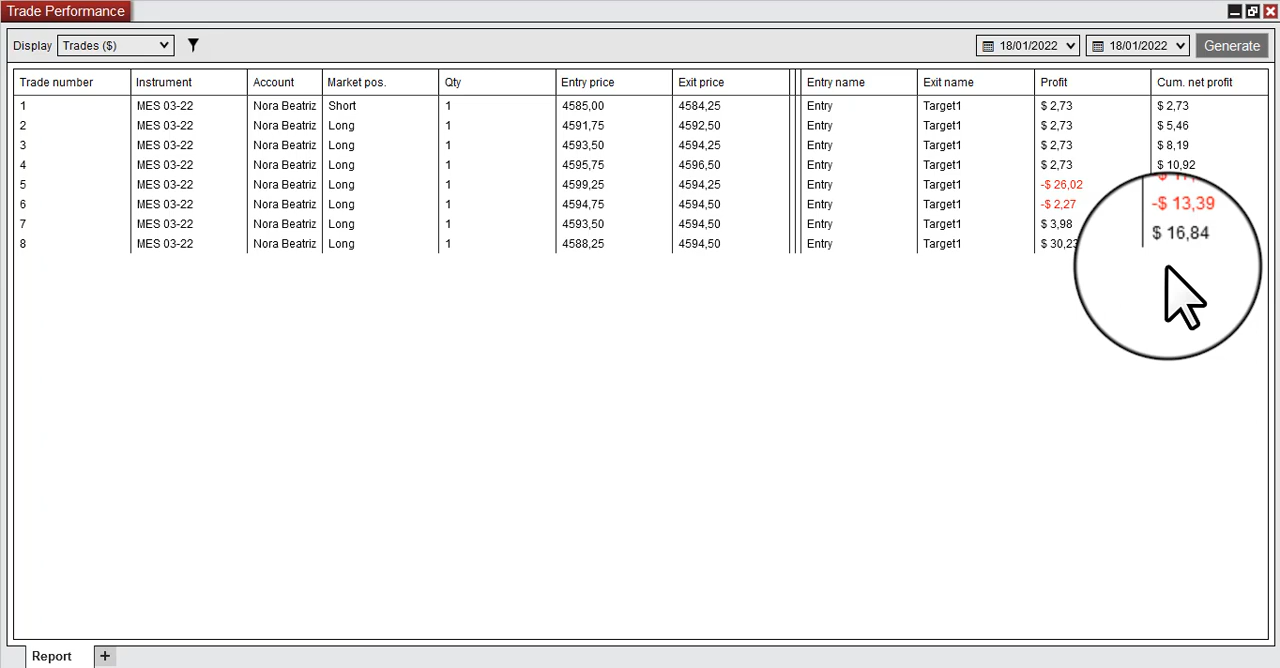 Trade Performance
Display Trades ($) 18/01/2022 18/01/2022 Generate
Trade number Instrument Account Market pos. Qty Entry price Exit price Entry name Exit name Profit Cum. net profit
1 MES 03-22 Nora Beatriz Short 1 4585,00 4584,25 Entry Target1 $ 2,73 $ 2,73
2 MES 03-22 Nora Beatriz Long 1 4591,75 4592,50 Entry Target1 $ 2,73 $ 5,46
3 MES 03-22 Nora Beatriz Long 1 4593,50 4594,25 Entry Target1 $ 2,73 $ 8,19
4 MES 03-22 Nora Beatriz Long 1 4595,75 4596,50 Entry Target1 $ 2,73 $ 10,92
5 MES 03-22 Nora Beatriz Long 1 4599,25 4594,25 Entry Target1 -$ 26,02
6 MES 03-22 Nora Beatriz Long 1 4594,75 4594,50 Entry Target1 -$ 2,27 -$ 13,39
7 MES 03-22 Nora Beatriz Long 1 4593,50 4594,50 Entry Target1 $ 3,98
8 MES 03-22 Nora Beatriz Long 1 4588,25 4594,50 Entry Target1 $ 30,23 $ 16,84
Report +